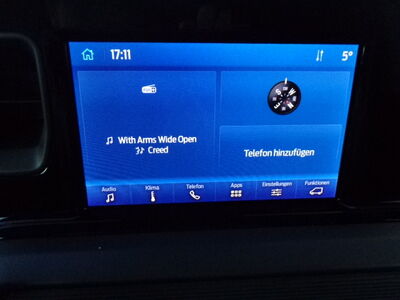 17:11
5°
With Arms Wide Open
Creed
Telefon hinzufügen
Audio
Klima
Telefon
Apps
Einstellungen
Funktionen